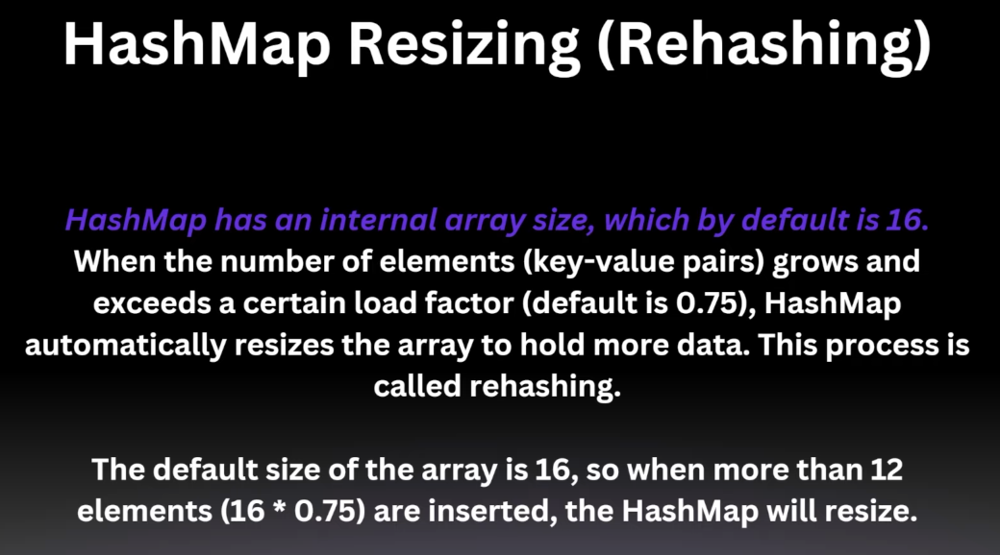 HashMap Resizing (Rehashing)
HashMap has an internal array size, which by default is 16.
When the number of elements (key-value pairs) grows and
exceeds a certain load factor (default is 0.75), HashMap
automatically resizes the array to hold more data. This process is
called rehashing.
The default size of the array is 16, so when more than 12
elements (16 * 0.75) are inserted, the HashMap will resize.